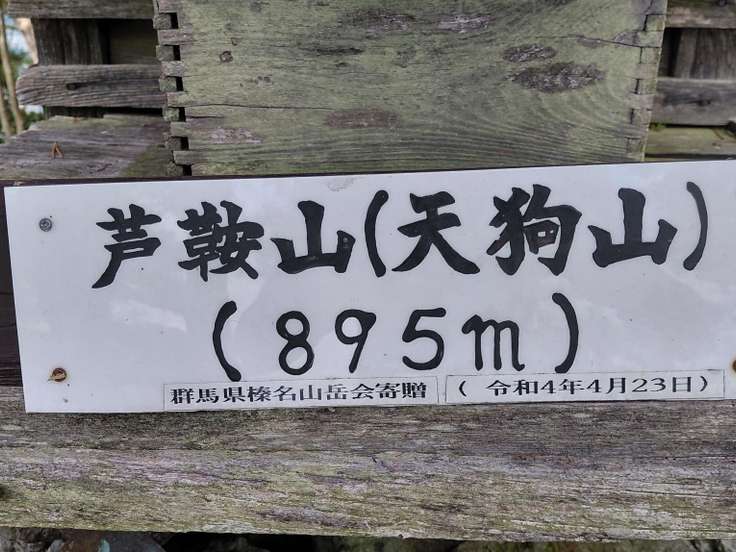 芦鞍山(天狗山)
(895m)
群馬県榛名山岳会寄贈 ( 令和4年4月23日)